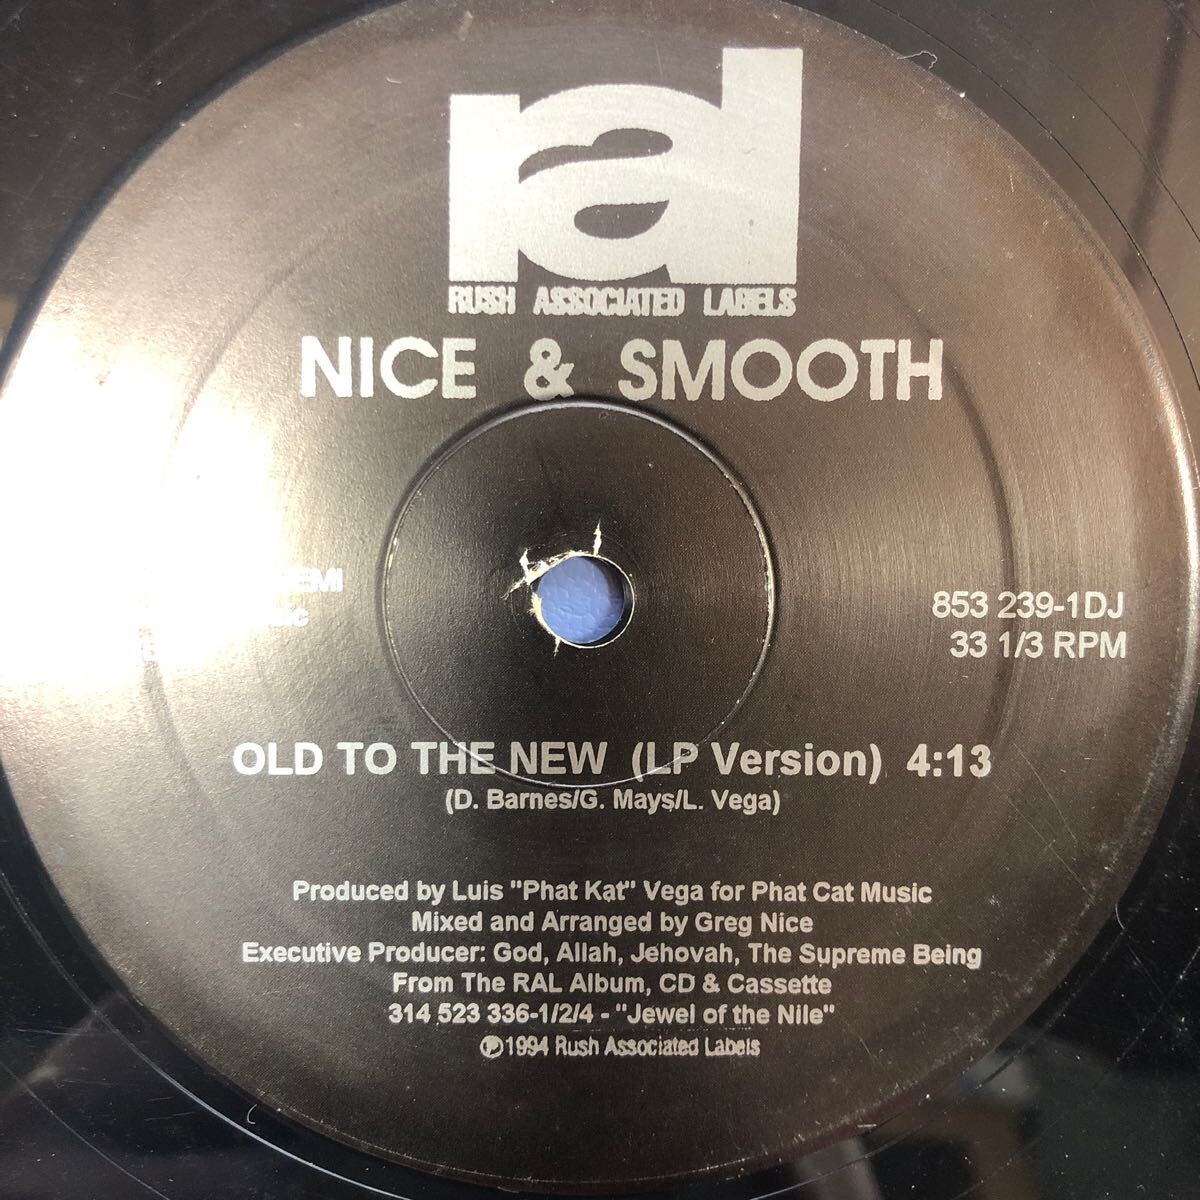 ral
RUSH ASSOCIATED LABELS
NICE & SMOOTH
853 239-1DJ
33 1/3 RPM
OLD TO THE NEW (LP Version) 4:13
(D. Barnes/G. Mays/L. Vega)
Produced by Luis "Phat Kat" Vega for Phat Cat Music
Mixed and Arranged by Greg Nice
Executive Producer: God, Allah, Jehovah, The Supreme Being
From The RAL Album, CD & Cassette
314 523 336-1/2/4 - "Jewel of the Nile"
℗1994 Rush Associated Labels